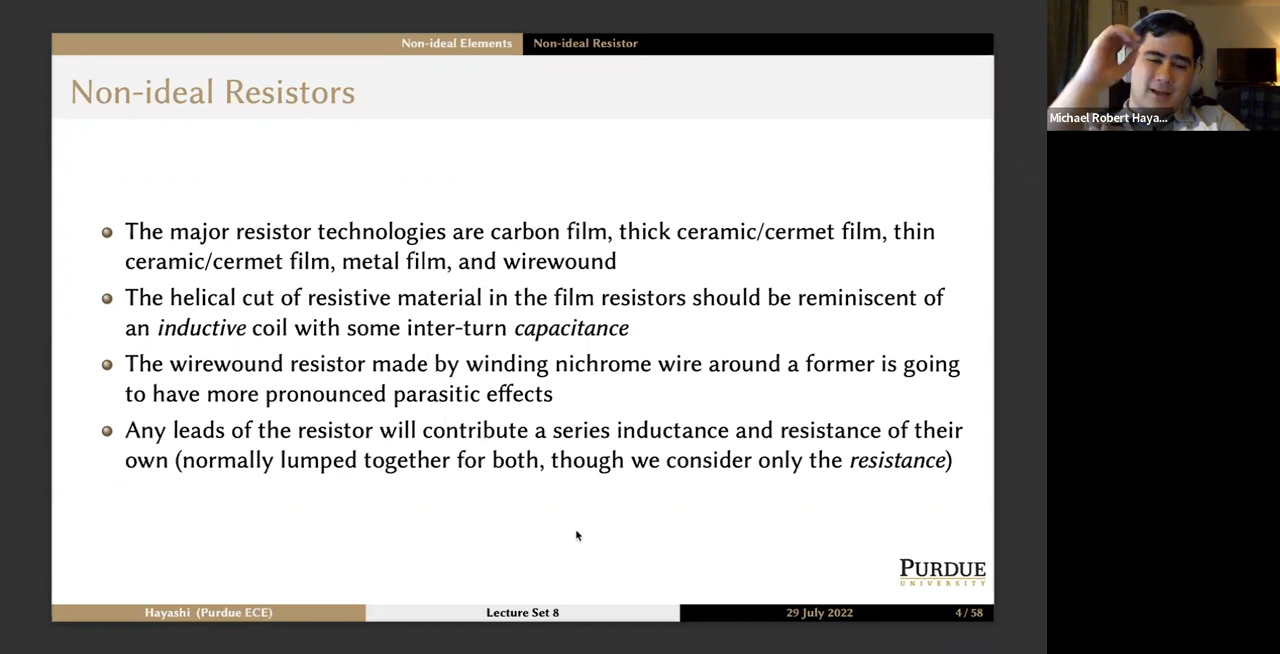 Non-ideal Elements Non-ideal Resistor
Non-ideal Resistors
The major resistor technologies are carbon film, thick ceramic/cermet film, thin
ceramic/cermet film, metal film, and wirewound
The helical cut of resistive material in the film resistors should be reminiscent of
an inductive coil with some inter-turn capacitance
The wirewound resistor made by winding nichrome wire around a former is going
to have more pronounced parasitic effects
Any leads of the resistor will contribute a series inductance and resistance of their
own (normally lumped together for both, though we consider only the resistance)
PURDUE
UNIVERSITY
Hayashi (Purdue ECE) Lecture Set 8 29 July 2022 4 / 58
Michael Robert Haya...